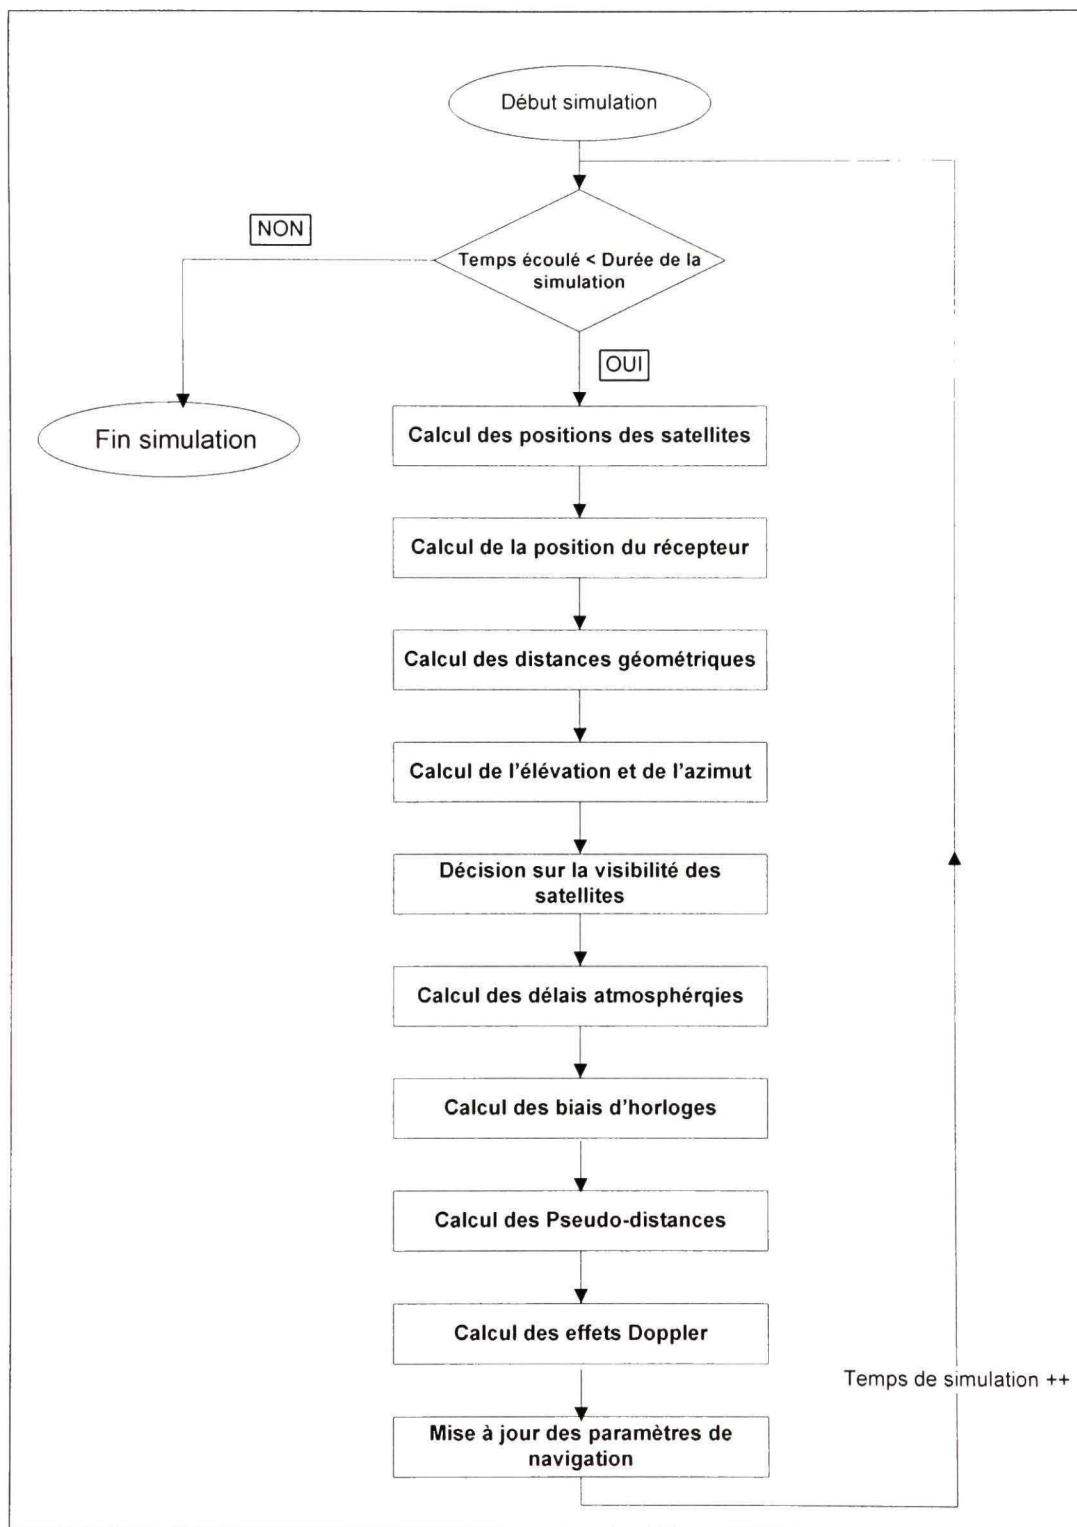 Début simulation
NON
Temps écoulé < Durée de la
simulation
OUI
Fin simulation
Calcul des positions des satellites
Calcul de la position du récepteur
Calcul des distances géométriques
Calcul de l'élévation et de l'azimut
Décision sur la visibilité des
satellites
Calcul des délais atmosphérqies
Calcul des biais d'horloges
Calcul des Pseudo-distances
Calcul des effets Doppler
Temps de simulation ++
Mise à jour des paramètres de
navigation